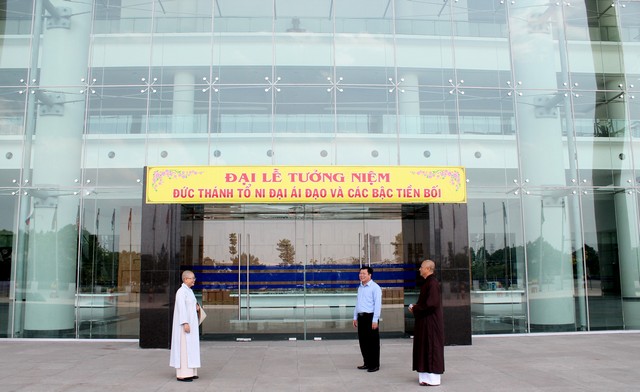 ĐẠI LỄ TƯỞNG NIỆM
ĐỨC THÁNH TỔ NI ĐẠI ÁI ĐẠO VÀ CÁC BẬC TIỀN BỐI